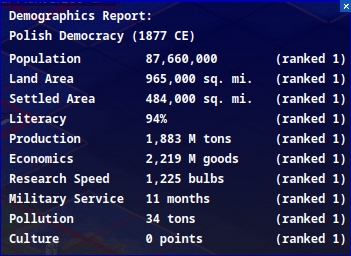 Demographics Report:
Polish Democracy (1877 CE)
Population 87,660,000 (ranked 1)
Land Area 965,000 sq. mi. (ranked 1)
Settled Area 484,000 sq. mi. (ranked 1)
Literacy 94% (ranked 1)
Production 1,883 M tons (ranked 1)
Economics 2,219 M goods (ranked 1)
Research Speed 1,225 bulbs (ranked 1)
Military Service 11 months (ranked 1)
Pollution 34 tons (ranked 1)
Culture 0 points (ranked 1)